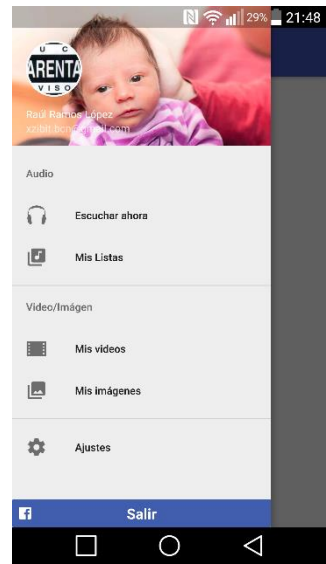 29% 21:48
U C
ARENTA
VISO
Raúl Ramos López
Audio
Escuchar ahora
Mis Listas
Video/Imágen
Mis videos
Mis imágenes
Ajustes
Salir